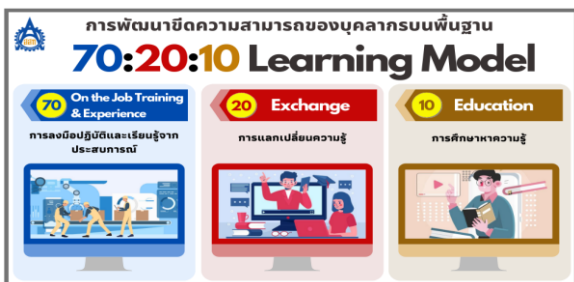 การพัฒนาขีดความสามารถของบุคลากรบนพื้นฐาน
70:20:10 Learning Model
70 On the Job Training
& Experience
การลงมือปฏิบัติและเรียนรู้จาก
ประสบการณ์
20 Exchange
การแลกเปลี่ยนความรู้
10 Education
การศึกษาหาความรู้